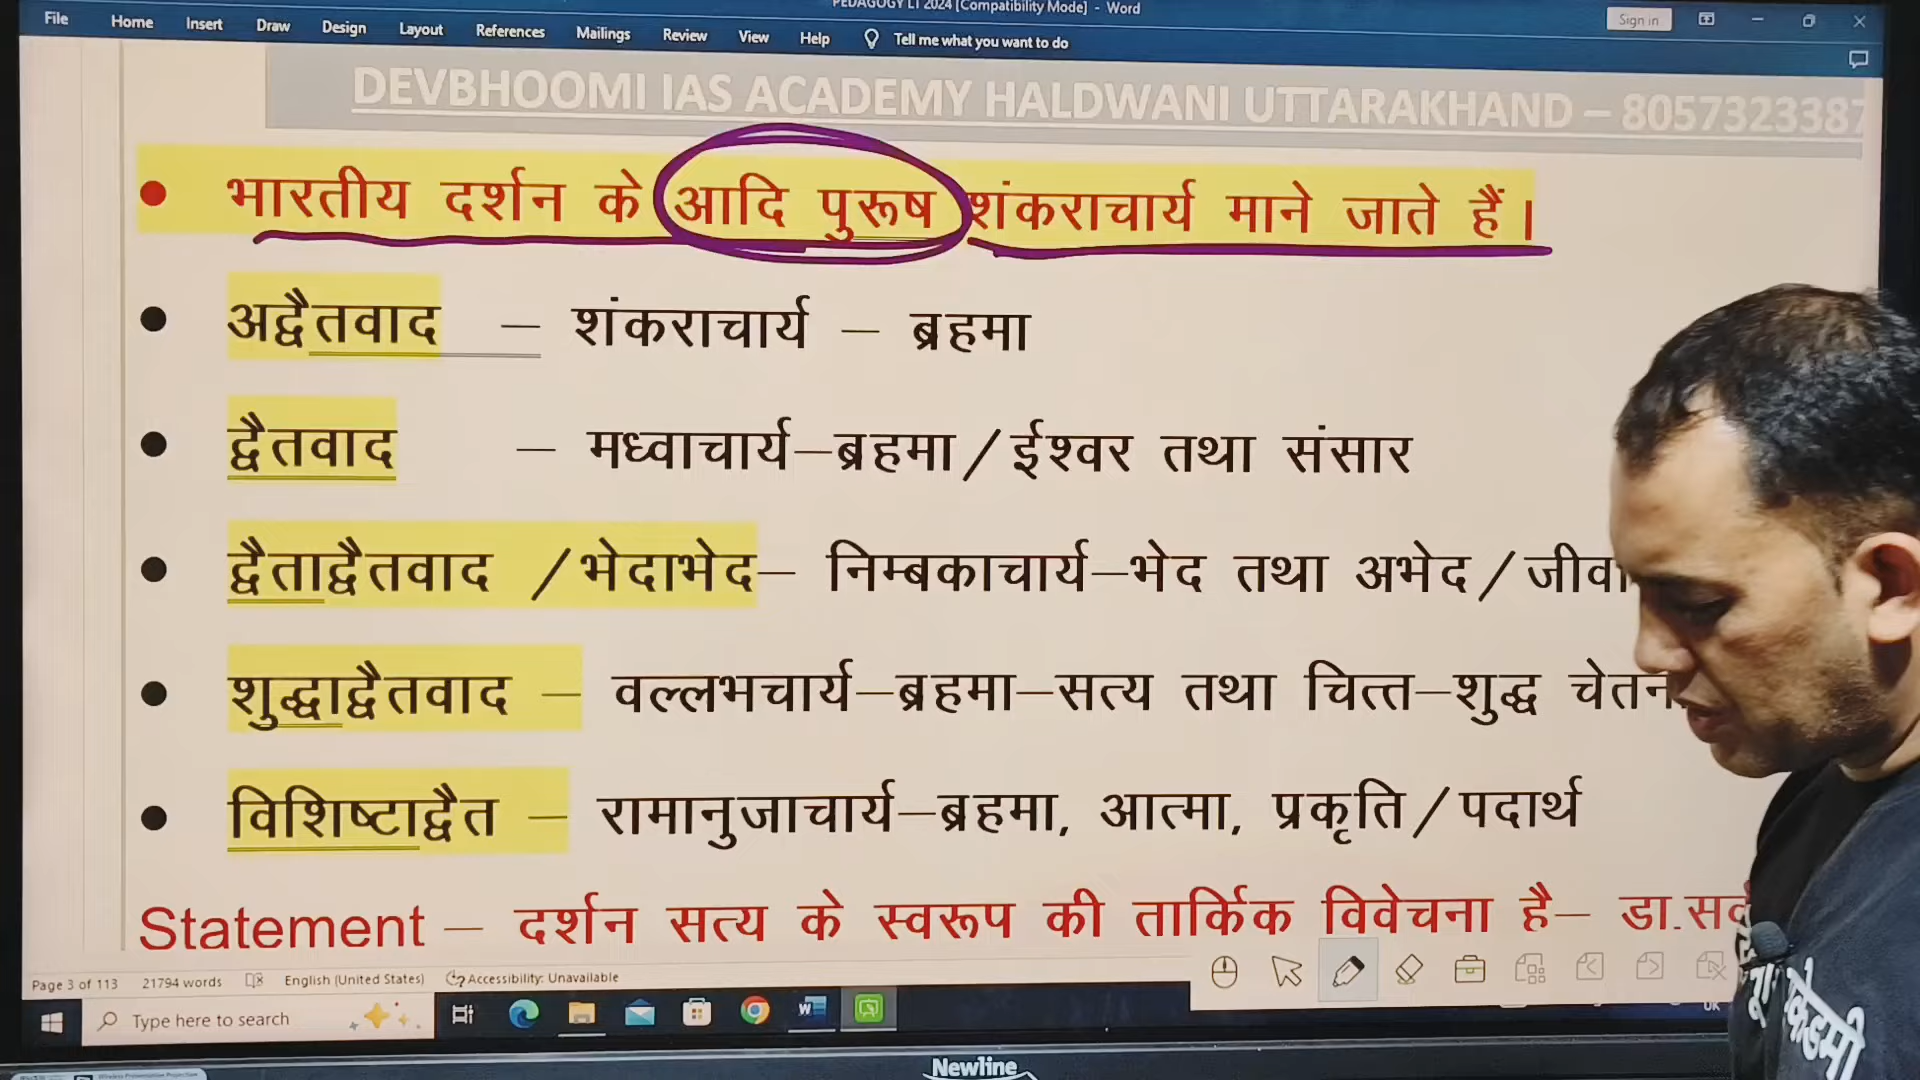 PEDAGOGY LT 2024 [Compatibility Mode] - Word
Sign in
File Home Insert Draw Design Layout References Mailings Review View Help Tell me what you want to do
DEVBHOOMI IAS ACADEMY HALDWANI UTTARAKHAND – 8057323387
• भारतीय दर्शन के आदि पुरूष शंकराचार्य माने जाते हैं।
• अद्वैतवाद – शंकराचार्य – ब्रहमा
• द्वैतवाद – मध्वाचार्य–ब्रहमा/ईश्वर तथा संसार
• द्वैताद्वैतवाद /भेदाभेद– निम्बकाचार्य–भेद तथा अभेद/
• शुद्धाद्वैतवाद – वल्लभचार्य–ब्रहमा–सत्य तथा चित्त–शुद्ध
• विशिष्टाद्वैत – रामानुजाचार्य–ब्रहमा, आत्मा, प्रकृति/पदार्थ
Statement – दर्शन सत्य के स्वरूप की तार्किक विवेचना है– डा.
Page 3 of 113 21794 words English (United States) Accessibility: Unavailable
Type here to search
Newline